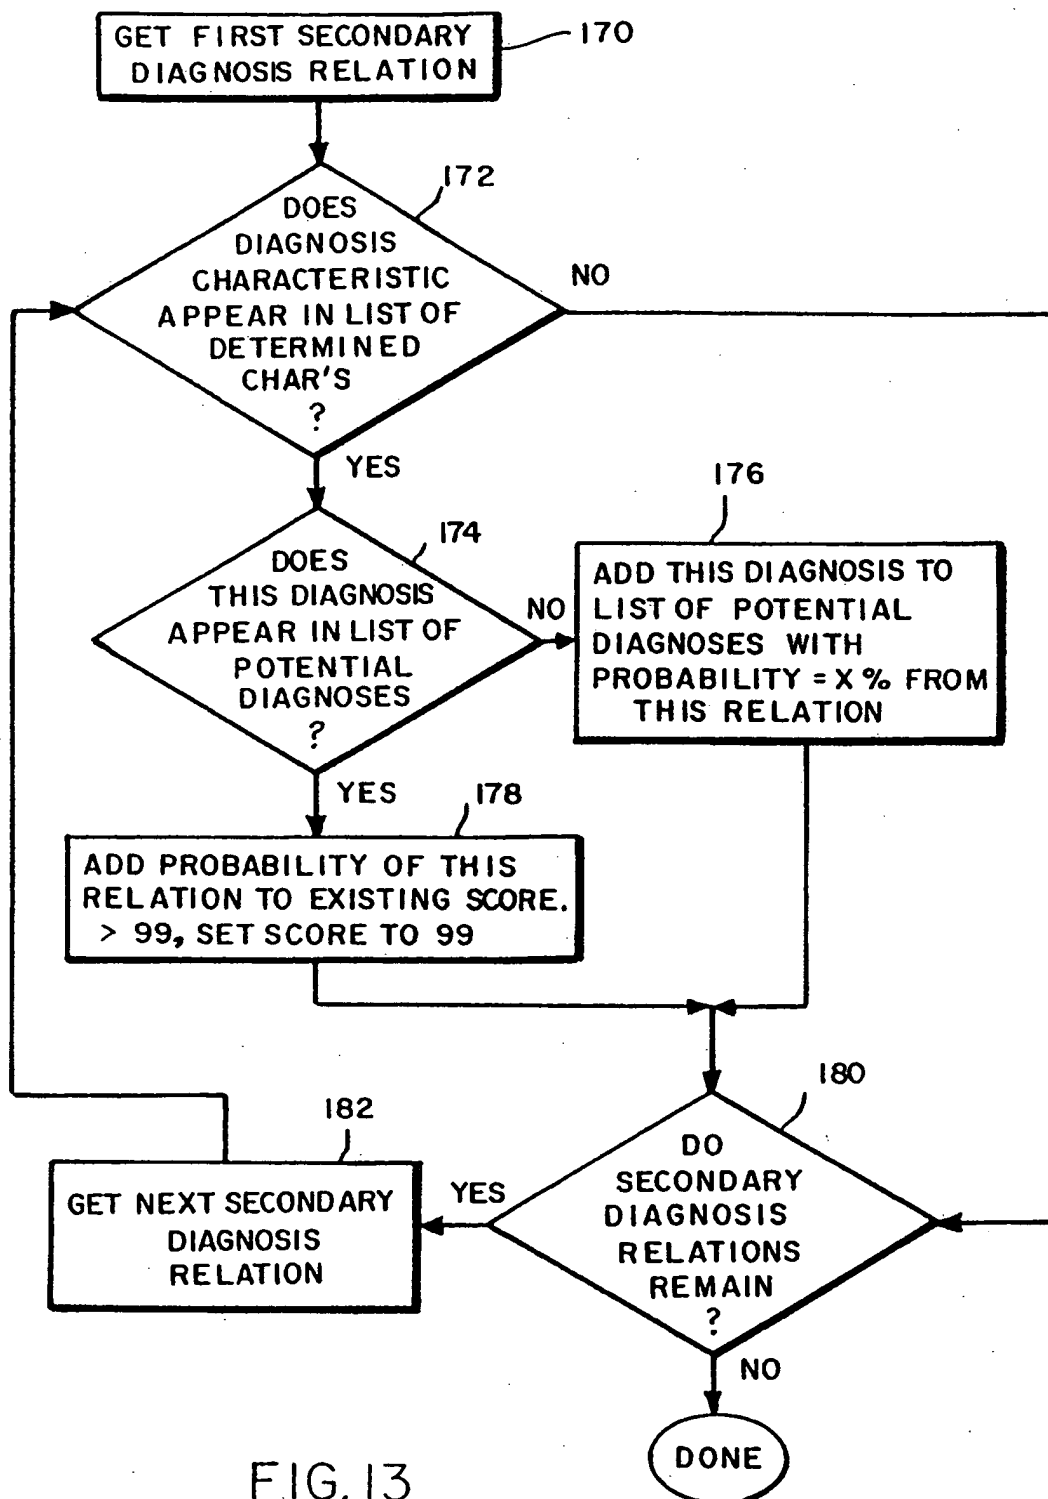 GET FIRST SECONDARY
DIAGNOSIS RELATION
170
172
DOES
DIAGNOSIS
CHARACTERISTIC
APPEAR IN LIST OF
DETERMINED
CHAR'S
?
NO
YES
174
DOES
THIS DIAGNOSIS
APPEAR IN LIST OF
POTENTIAL
DIAGNOSES
?
NO
176
ADD THIS DIAGNOSIS TO
LIST OF POTENTIAL
DIAGNOSES WITH
PROBABILITY = X % FROM
THIS RELATION
YES
178
ADD PROBABILITY OF THIS
RELATION TO EXISTING SCORE.
> 99, SET SCORE TO 99
180
DO
SECONDARY
DIAGNOSIS
RELATIONS
REMAIN
?
YES
182
GET NEXT SECONDARY
DIAGNOSIS
RELATION
NO
DONE
FIG. 13